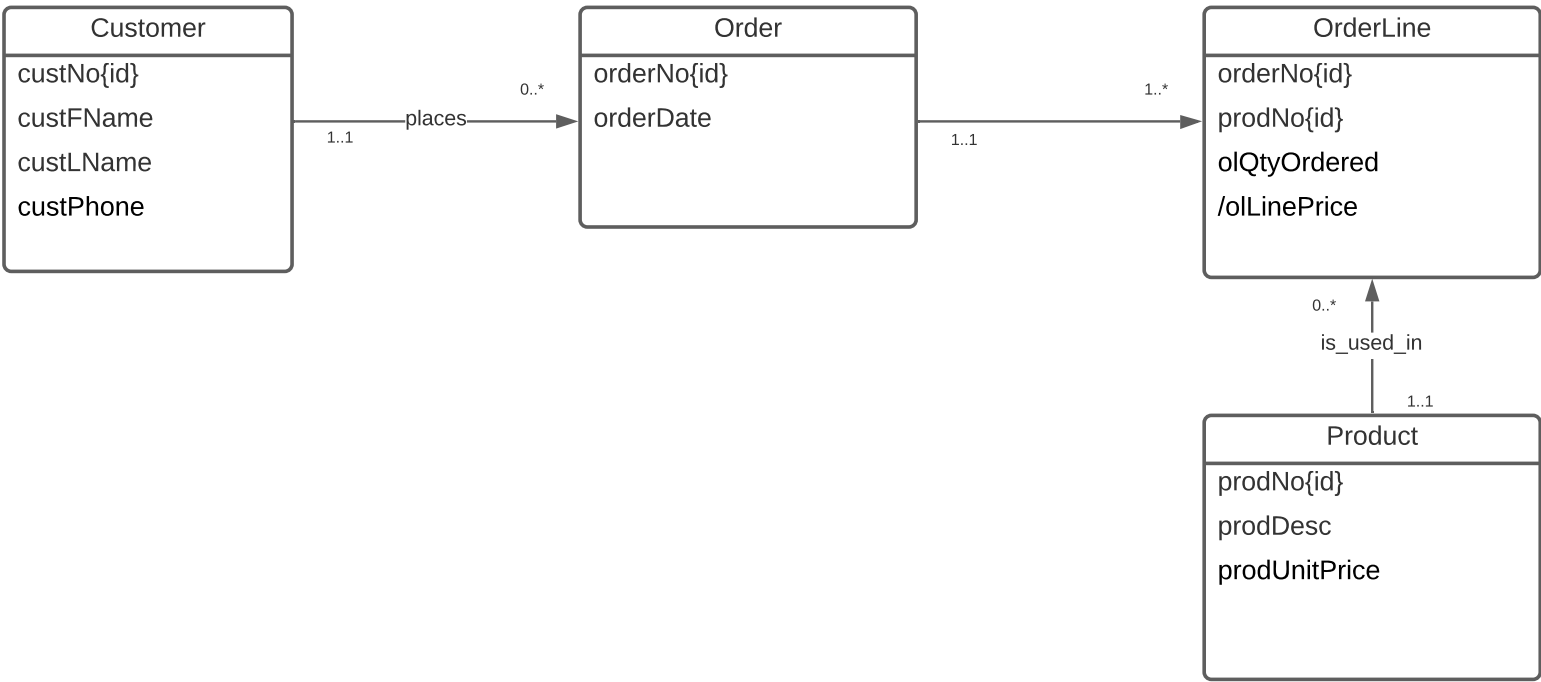 Customer
custNo{id}
custFName
custLName
custPhone
1..1
places
0..*
Order
orderNo{id}
orderDate
1..1
1..*
OrderLine
orderNo{id}
prodNo{id}
olQtyOrdered
/olLinePrice
0..*
is_used_in
1..1
Product
prodNo{id}
prodDesc
prodUnitPrice